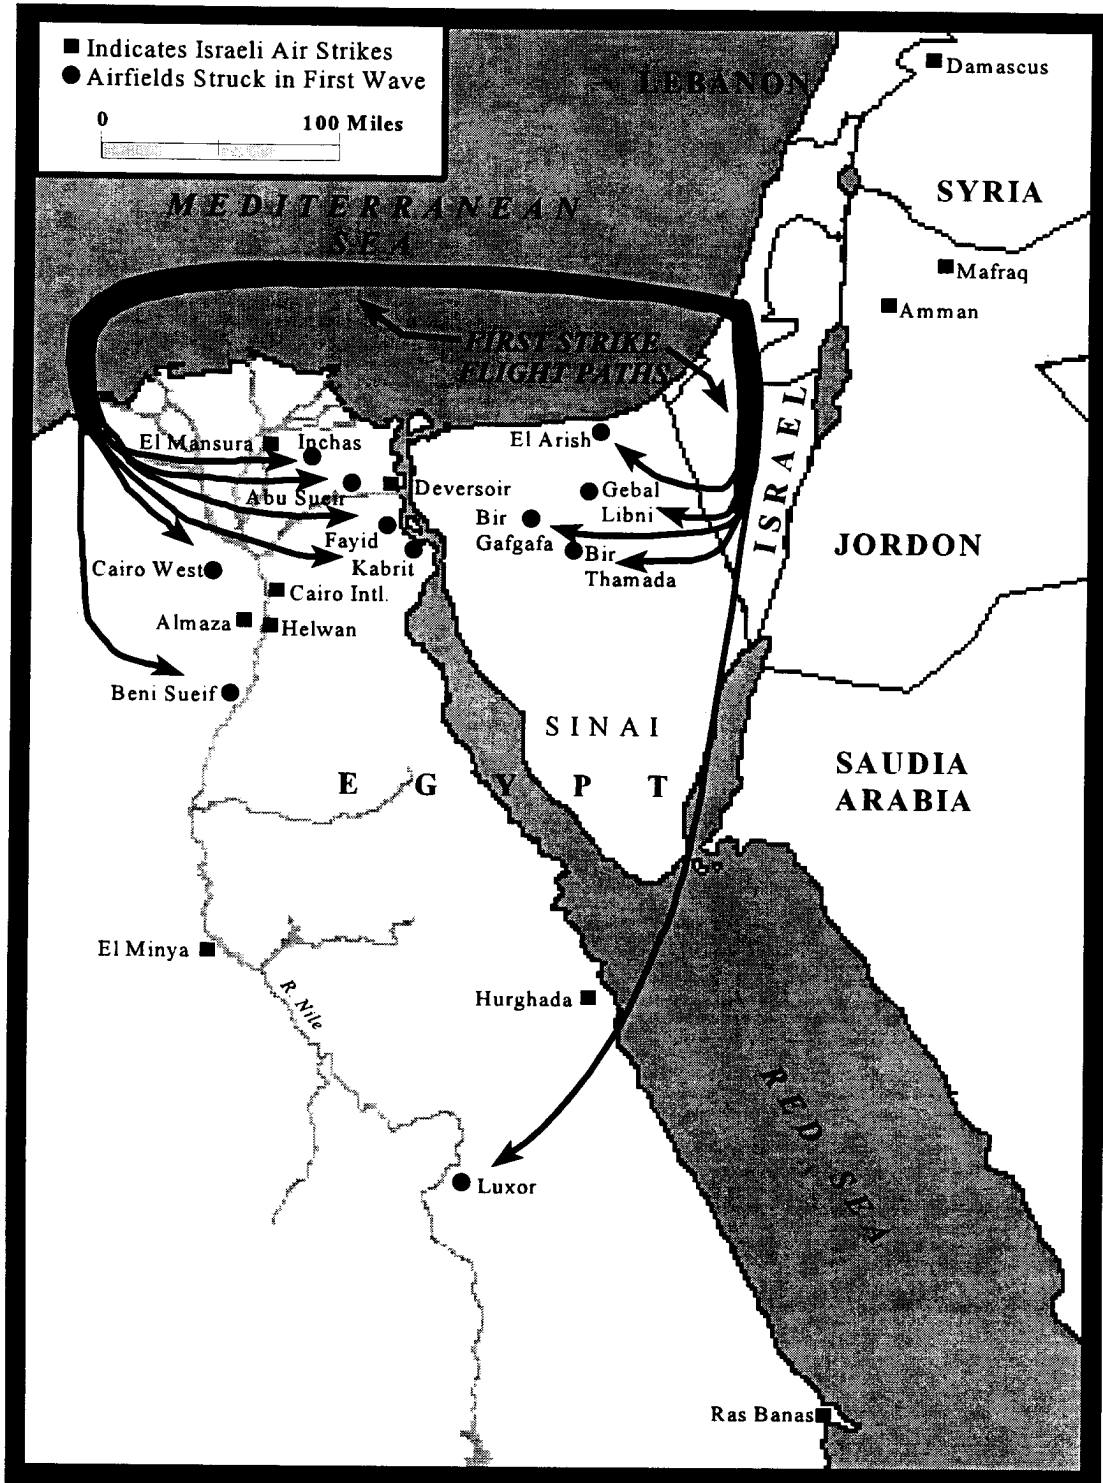 Indicates Israeli Air Strikes
Airfields Struck in First Wave
0 100 Miles
LEBANON
Damascus
MEDITERRANEAN
SEA
SYRIA
Mafraq
Amman
FIRST STRIKE
FLIGHT PATHS
El Mansura
Inchas
El Arish
Abu Sueir
Deversoir
Gebal
Libni
Bir
Gafgafa
ISRAEL
JORDON
Fayid
Kabrit
Bir
Thamada
Cairo West
Cairo Intl.
Almaza
Helwan
Beni Sueif
SINAI
EGYPT
SAUDIA
ARABIA
El Minya
R. Nile
Hurghada
RED SEA
Luxor
Ras Banas